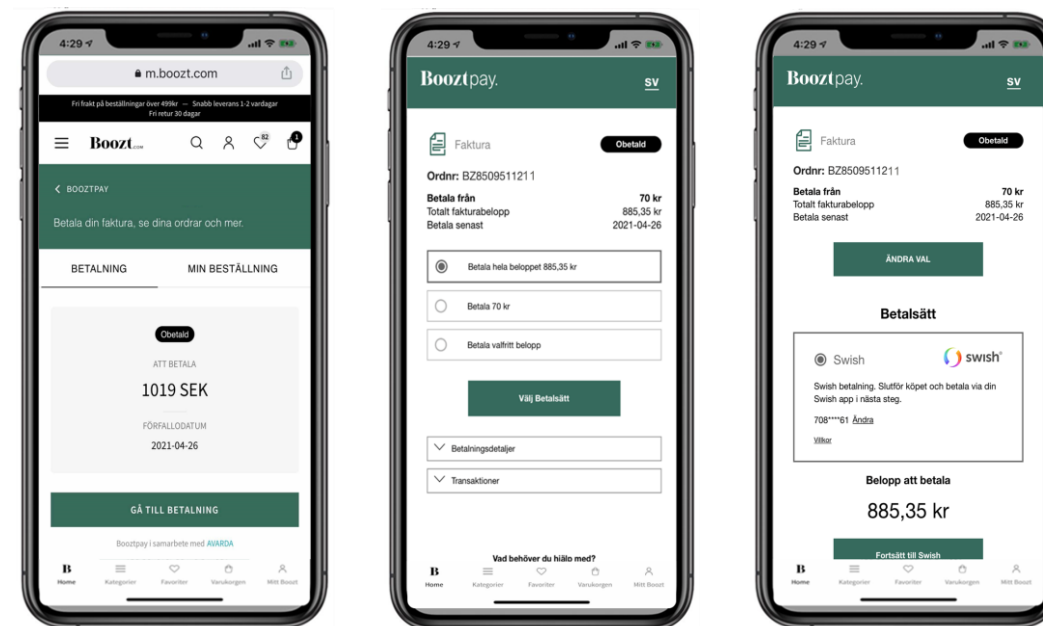 4:29
m.boozt.com
Fri frakt på beställningar över 499kr — Snabb leverans 1-2 vardagar
Fri retur 30 dagar
Boozt.com
82
1
BOOZTPAY
Betala din faktura, se dina ordrar och mer.
BETALNING MIN BESTÄLLNING
Obetald
ATT BETALA
1019 SEK
FÖRFALLODATUM
2021-04-26
GÅ TILL BETALNING
Booztpay i samarbete med AVARDA
B
Home Kategorier Favoriter Varukorgen Mitt Boozt
4:29
Booztpay. SV
Faktura Obetald
Ordnr: BZ8509511211
Betala från 70 kr
Totalt fakturabelopp 885,35 kr
Betala senast 2021-04-26
Betala hela beloppet 885,35 kr
Betala 70 kr
Betala valfritt belopp
Välj Betalsätt
Betalningsdetaljer
Transaktioner
Vad behöver du hjälp med?
B
Home Kategorier Favoriter Varukorgen Mitt Boozt
4:29
Booztpay. SV
Faktura Obetald
Ordnr: BZ8509511211
Betala från 70 kr
Totalt fakturabelopp 885,35 kr
Betala senast 2021-04-26
ÄNDRA VAL
Betalsätt
Swish swish®
Swish betalning. Slutför köpet och betala via din
Swish app i nästa steg.
708****61 Ändra
Villkor
Belopp att betala
885,35 kr
Fortsätt till Swish
B
Home Kategorier Favoriter Varukorgen Mitt Boozt